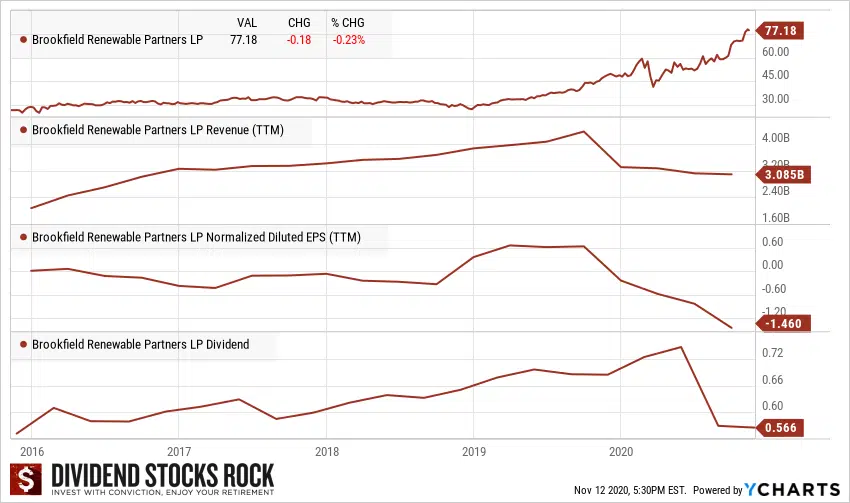 VAL CHG % CHG
Brookfield Renewable Partners LP 77.18 -0.18 -0.23%
77.18
60.00
45.00
30.00
Brookfield Renewable Partners LP Revenue (TTM)
4.00B
3.20B
3.085B
2.40B
1.60B
Brookfield Renewable Partners LP Normalized Diluted EPS (TTM)
0.60
0.00
-0.60
-1.20
-1.460
Brookfield Renewable Partners LP Dividend
0.72
0.66
0.60
0.566
2016 2017 2018 2019 2020
$ DIVIDEND STOCKS ROCK
INVEST WITH CONVICTION, ENJOY YOUR RETIREMENT
Nov 12 2020, 5:30PM EST. Powered by YCHARTS